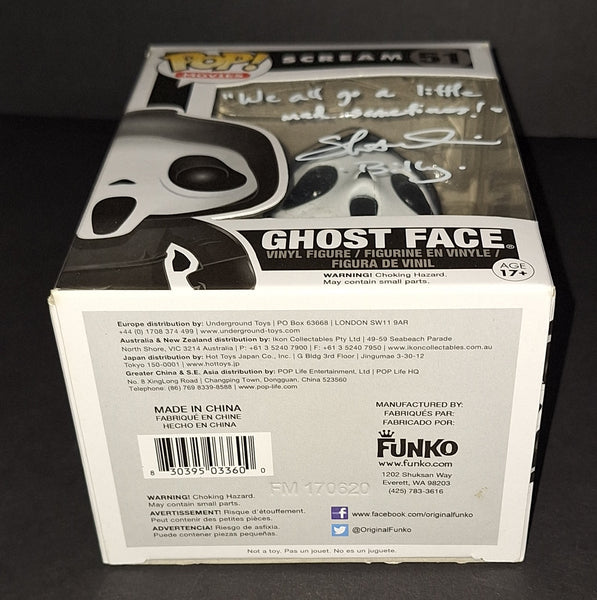 POP!
MOVIES
SCREAM 51
"We all go a little
mad sometimes!"
Billy
GHOST FACE®
VINYL FIGURE / FIGURINE EN VINYLE /
FIGURA DE VINIL
WARNING! Choking Hazard.
May contain small parts.
AGE
17+
Europe distribution by: Underground Toys | PO Box 63668 | LONDON SW11 9AR
+44 (0) 1708 374 499 | www.underground-toys.com
Australia & New Zealand distribution by: Ikon Collectables Pty Ltd | 49-59 Seabeach Parade
North Shore, VIC 3214 Australia | P: +61 3 5240 7900 | F: +61 3 5240 7950 | www.ikoncollectables.com.au
Japan distribution by: Hot Toys Japan Co., Inc. | G Bldg 3rd Floor | Jingumae 3-30-12
Tokyo 150-0001 | www.hottoys.jp
Greater China & S.E. Asia distribution by: POP Life Entertainment, Ltd | POP Life HQ
No. 8 XingLong Road | Changping Town, Dongguan, China 523560
Telephone: (86) 769 8339-8588 | www.pop-life.com
MADE IN CHINA
FABRIQUÉ EN CHINE
HECHO EN CHINA
8 30395 03360 0
MANUFACTURED BY:
FABRIQUÉS PAR:
FABRICADO POR:
FUNKO
www.funko.com
1202 Shuksan Way
Everett, WA 98203
(425) 783-3616
FM 170620
WARNING! Choking Hazard.
May contain small parts.
AVERTISSEMENT! Risque d'étouffement.
Peut contenir des petites pièces.
ADVERTENCIA! Riesgo de asfixia.
Puede contener piezas pequeñas.
www.facebook.com/originalfunko
@OriginalFunko
Not a toy. Pas un jouet. No es un juguete.